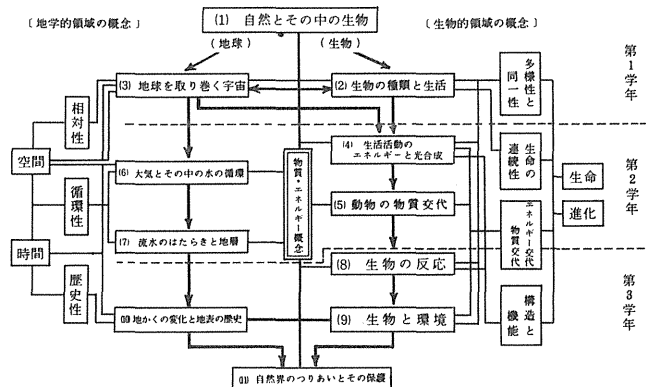 〔地学的領域の概念〕
(1) 自然とその中の生物
〔生物的領域の概念〕
(地球)
(生物)
(3) 地球を取り巻く宇宙
(2) 生物の種類と生活
多様性と
同一性
第1学年
相対性
(4) 生活活動の
エネルギーと光合成
生命の
連続性
空間
(6) 大気とその中の水の循環
物質・エネルギー概念
生命
第2学年
循環性
(5) 動物の物質交代
エネルギー交代
物質交代
進化
(7) 流水のはたらきと地層
時間
(8) 生物の反応
歴史性
構造と
機能
第3学年
(10) 地かくの変化と地表の歴史
(9) 生物と環境
(11) 自然界のつりあいとその保護